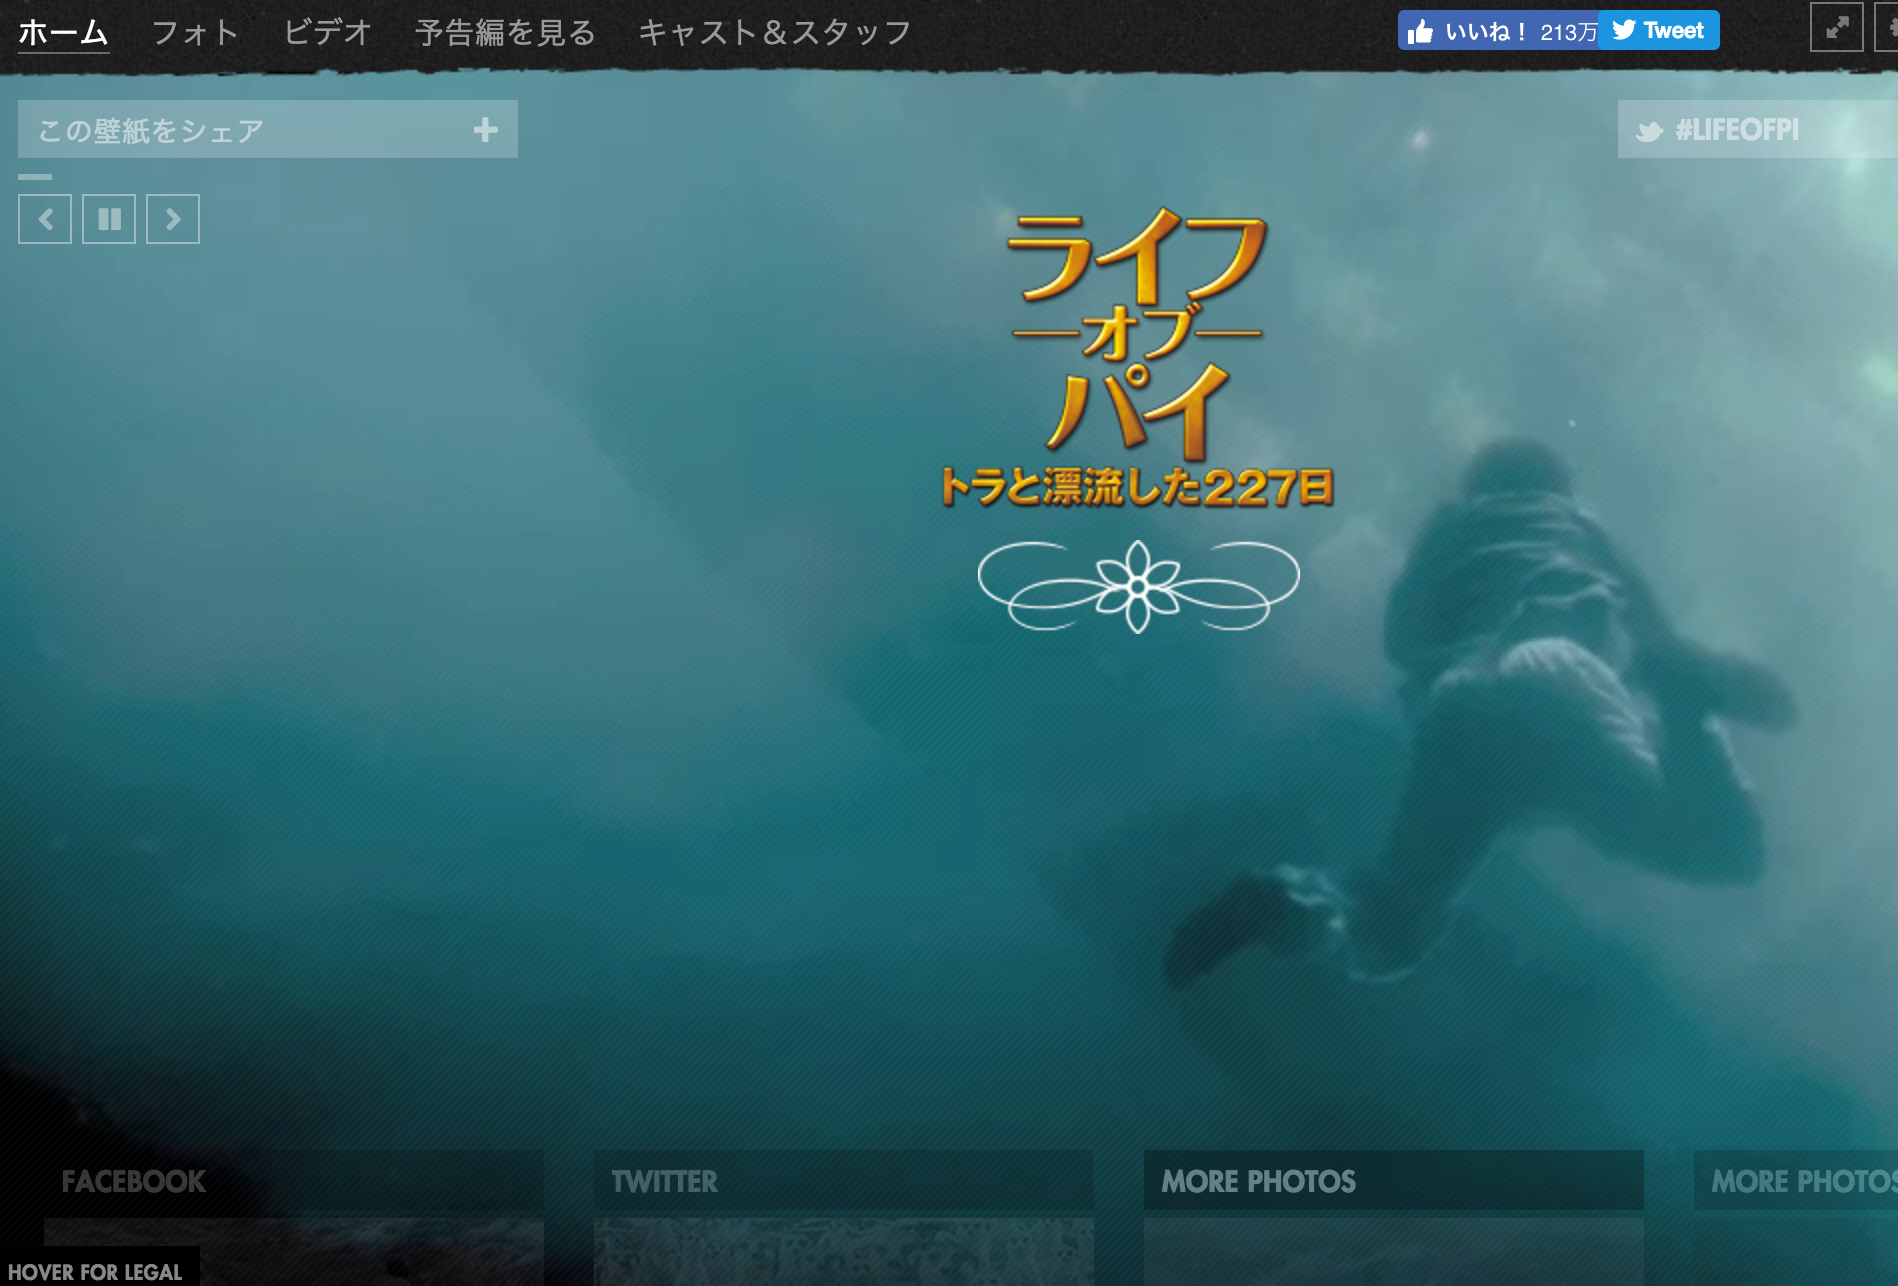 ホーム フォト ビデオ 予告編を見る キャスト&スタッフ いいね！ 213万 Tweet
この壁紙をシェア
#LIFEOFPI
ライフ
オブ
パイ
トラと漂流した227日
FACEBOOK TWITTER MORE PHOTOS MORE PHOTOS
HOVER FOR LEGAL